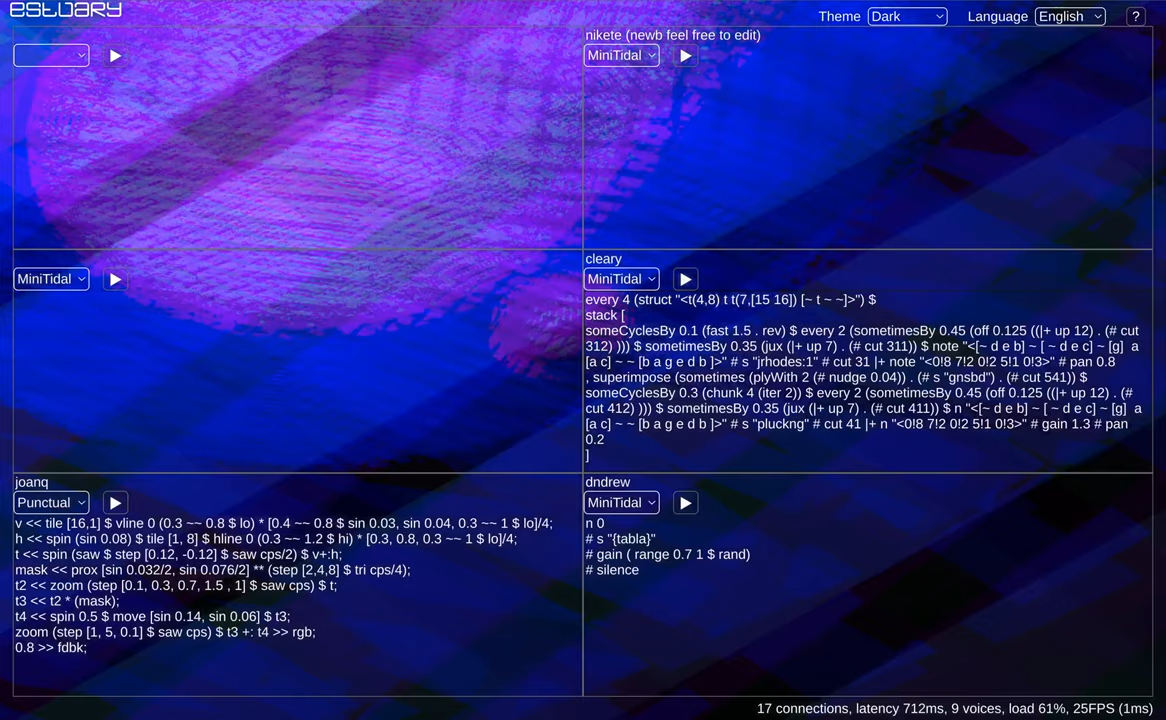 estuary
Theme Dark Language English ?
nikete (newb feel free to edit)
MiniTidal
MiniTidal
cleary
MiniTidal
every 4 (struct "<t(4,8) t t(7,[15 16]) [~ t ~ ~]>") $
stack [
someCyclesBy 0.1 (fast 1.5 . rev) $ every 2 (sometimesBy 0.45 (off 0.125 ((|+ up 12) . (# cut
312) ))) $ sometimesBy 0.35 (jux (|+ up 7) . (# cut 311)) $ note "<[~ d e b] ~ [ ~ d e c] ~ [g]  a
[a c] ~ ~ [b a g e d b ]>" # s "jrhodes:1" # cut 31 |+ note "<0!8 7!2 0!2 5!1 0!3>" # pan 0.8
, superimpose (sometimes (plyWith 2 (# nudge 0.04)) . (# s "gnsbd") . (# cut 541)) $
someCyclesBy 0.3 (chunk 4 (iter 2)) $ every 2 (sometimesBy 0.45 (off 0.125 ((|+ up 12) . (#
cut 412) ))) $ sometimesBy 0.35 (jux (|+ up 7) . (# cut 411)) $ n "<[~ d e b] ~ [ ~ d e c] ~ [g]  a
[a c] ~ ~ [b a g e d b ]>" # s "pluckng" # cut 41 |+ n "<0!8 7!2 0!2 5!1 0!3>" # gain 1.3 # pan
0.2
]
joanq
Punctual
v << tile [16,1] $ vline 0 (0.3 ~~ 0.8 $ lo) * [0.4 ~~ 0.8 $ sin 0.03, sin 0.04, 0.3 ~~ 1 $ lo]/4;
h << spin (sin 0.08) $ tile [1, 8] $ hline 0 (0.3 ~~ 1.2 $ hi) * [0.3, 0.8, 0.3 ~~ 1 $ lo]/4;
t << spin (saw $ step [0.12, -0.12] $ saw cps/2) $ v+:h;
mask << prox [sin 0.032/2, sin 0.076/2] ** (step [2,4,8] $ tri cps/4);
t2 << zoom (step [0.1, 0.3, 0.7, 1.5 , 1] $ saw cps) $ t;
t3 << t2 * (mask);
t4 << spin 0.5 $ move [sin 0.14, sin 0.06] $ t3;
zoom (step [1, 5, 0.1] $ saw cps) $ t3 +: t4 >> rgb;
0.8 >> fdbk;
dndrew
MiniTidal
n 0
# s "{tabla}"
# gain ( range 0.7 1 $ rand)
# silence
17 connections, latency 712ms, 9 voices, load 61%, 25FPS (1ms)